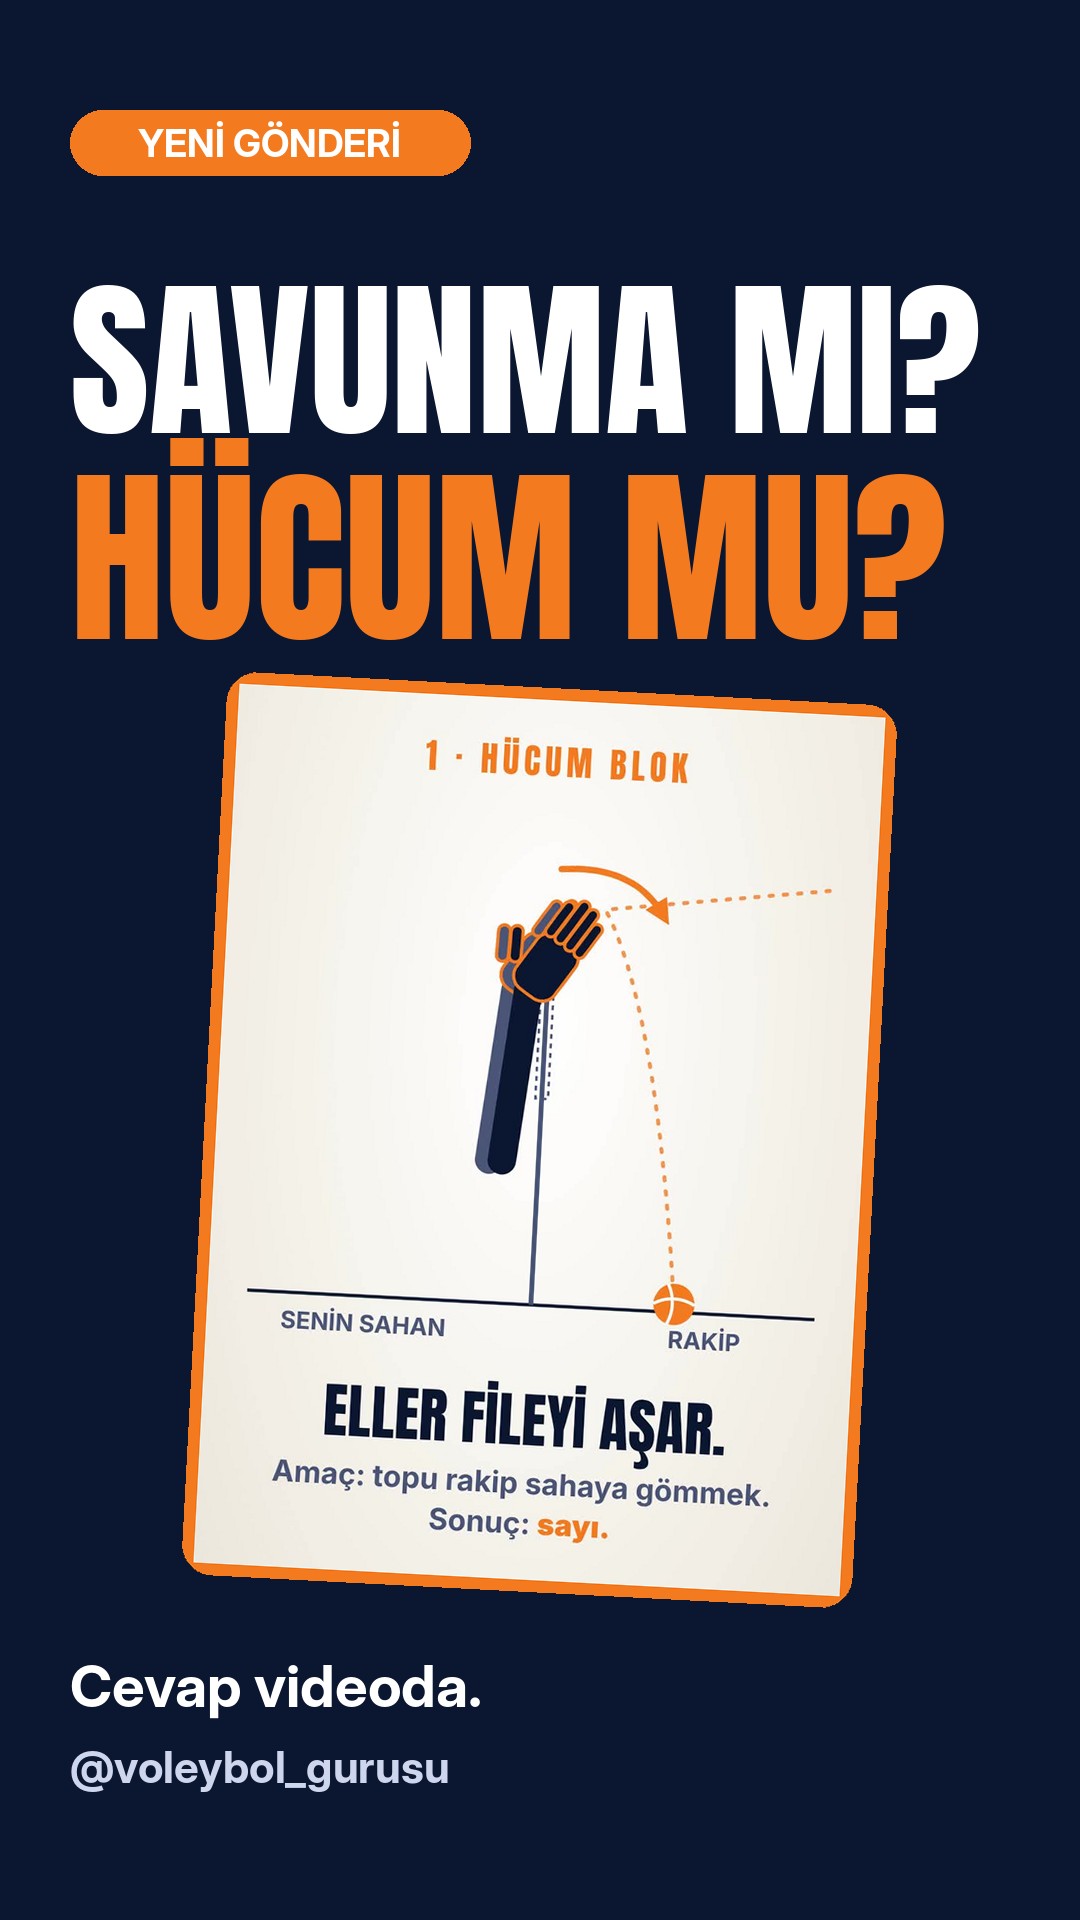 YENİ GÖNDERİ
SAVUNMA MI?
HÜCUM MU?
1 · HÜCUM BLOK
SENİN SAHAN
RAKİP
ELLER FİLEYİ AŞAR.
Amaç: topu rakip sahaya gömmek.
Sonuç: sayı.
Cevap videoda.
@voleybol_gurusu